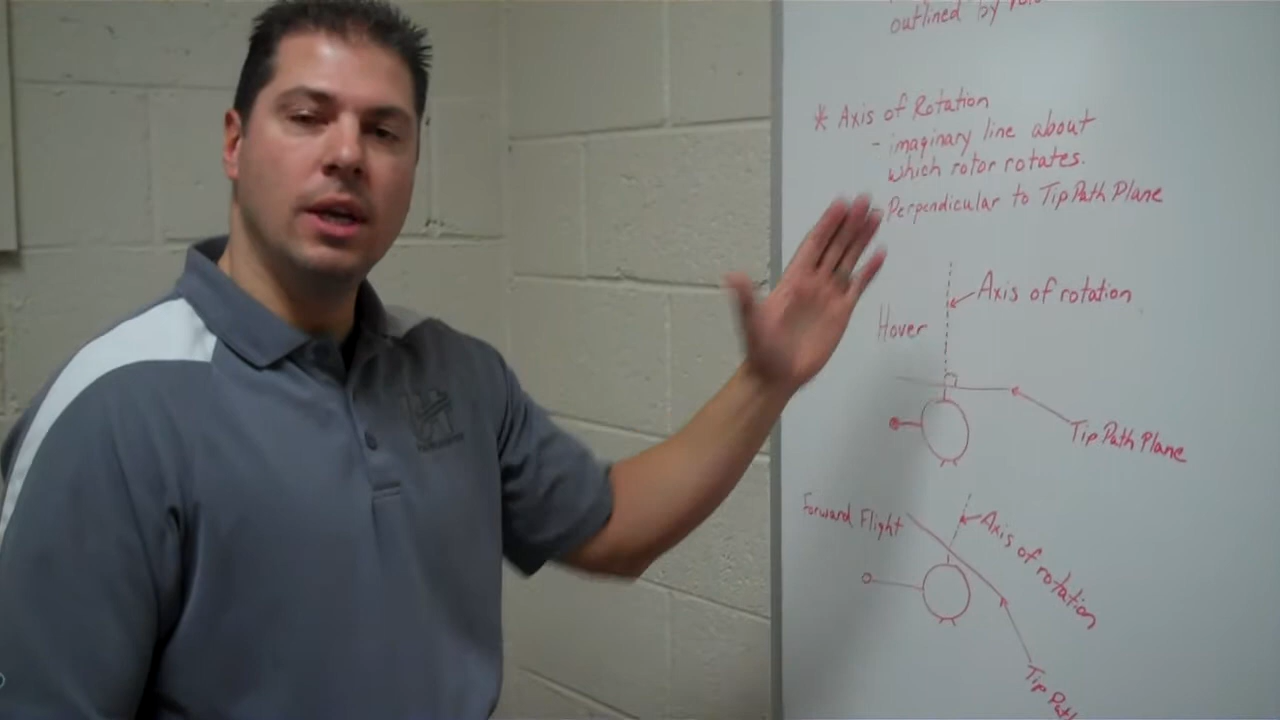 outlined by
* Axis of Rotation
- imaginary line about
which rotor rotates.
- Perpendicular to Tip Path Plane
Axis of rotation
Hover
Tip Path Plane
Forward Flight
Axis of rotation
Tip Path